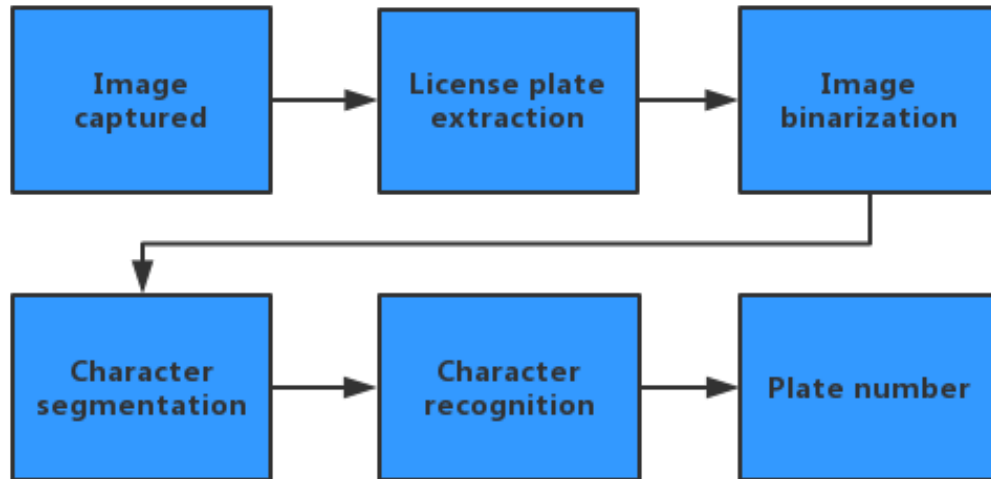 Image
captured
License plate
extraction
Image
binarization
Character
segmentation
Character
recognition
Plate number